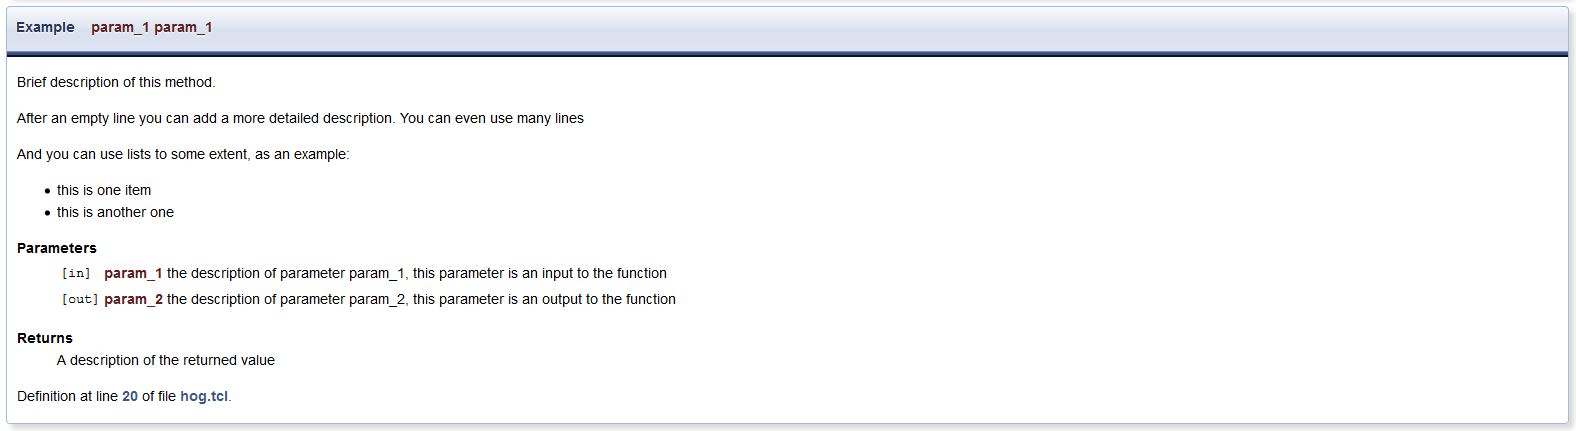 Example param_1 param_1
Brief description of this method.
After an empty line you can add a more detailed description. You can even use many lines
And you can use lists to some extent, as an example:
• this is one item
• this is another one
Parameters
[in] param_1 the description of parameter param_1, this parameter is an input to the function
[out] param_2 the description of parameter param_2, this parameter is an output to the function
Returns
A description of the returned value
Definition at line 20 of file hog.tcl.